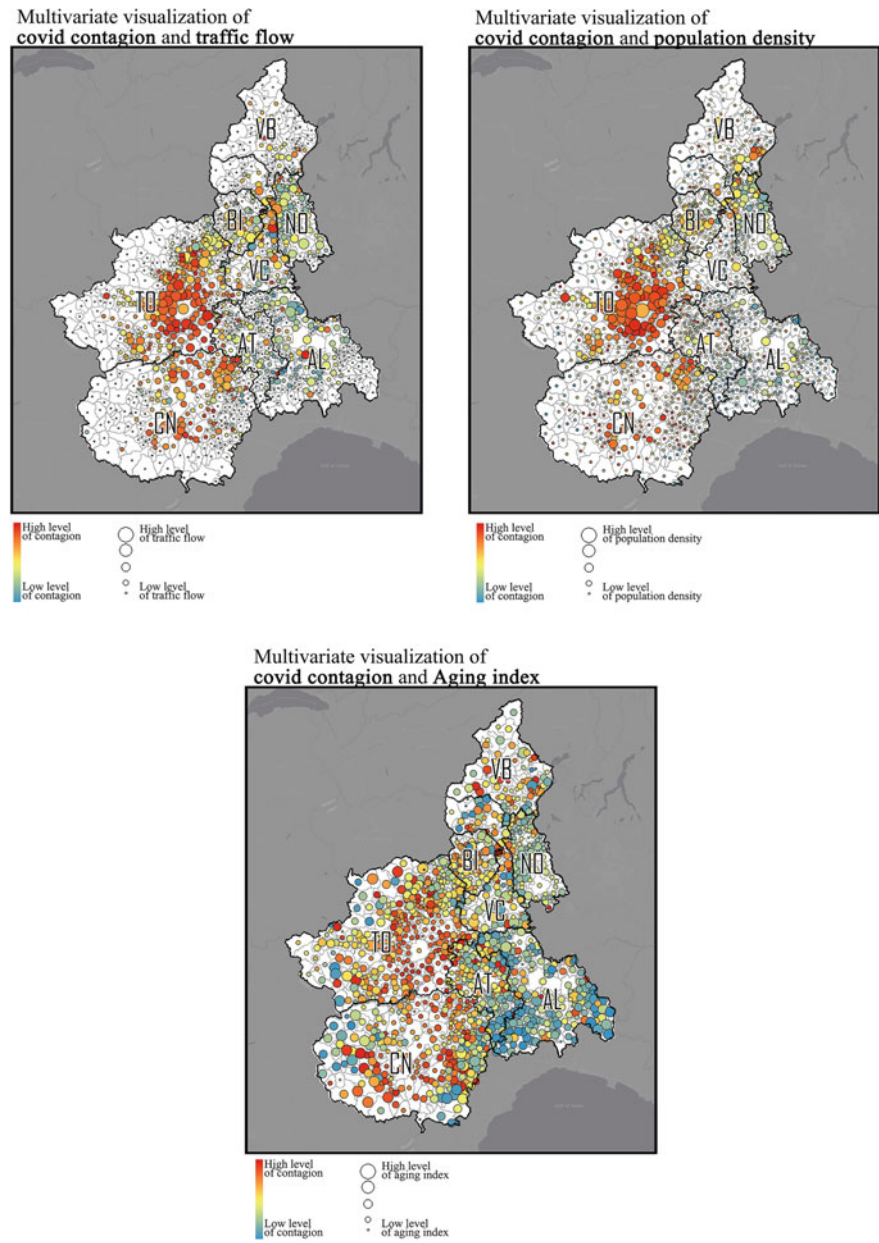 Multivariate visualization of
covid contagion and traffic flow
VB
BI
NO
VC
TO
AT
AL
CN
High level
of contagion
Low level
of contagion
High level
of traffic flow
Low level
of traffic flow
Multivariate visualization of
covid contagion and population density
VB
BI
NO
VC
TO
AT
AL
CN
High level
of contagion
Low level
of contagion
High level
of population density
Low level
of population density
Multivariate visualization of
covid contagion and Aging index
VB
BI
NO
VC
TO
AT
AL
CN
High level
of contagion
Low level
of contagion
High level
of aging index
Low level
of aging index